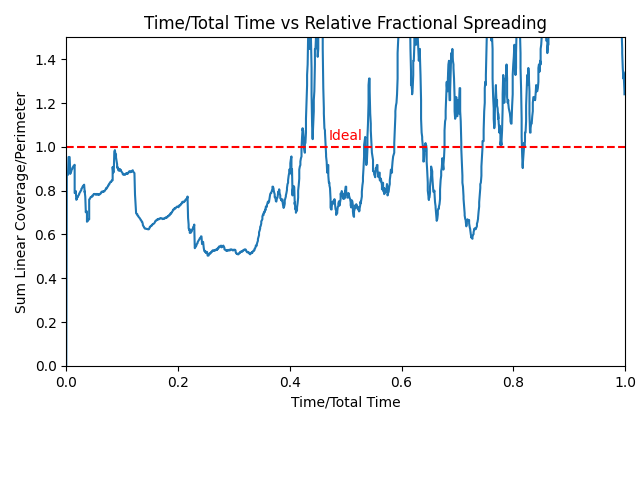 Time/Total Time vs Relative Fractional Spreading
Sum Linear Coverage/Perimeter
1.4
1.2
1.0
0.8
0.6
0.4
0.2
0.0
Ideal
0.0 0.2 0.4 0.6 0.8 1.0
Time/Total Time